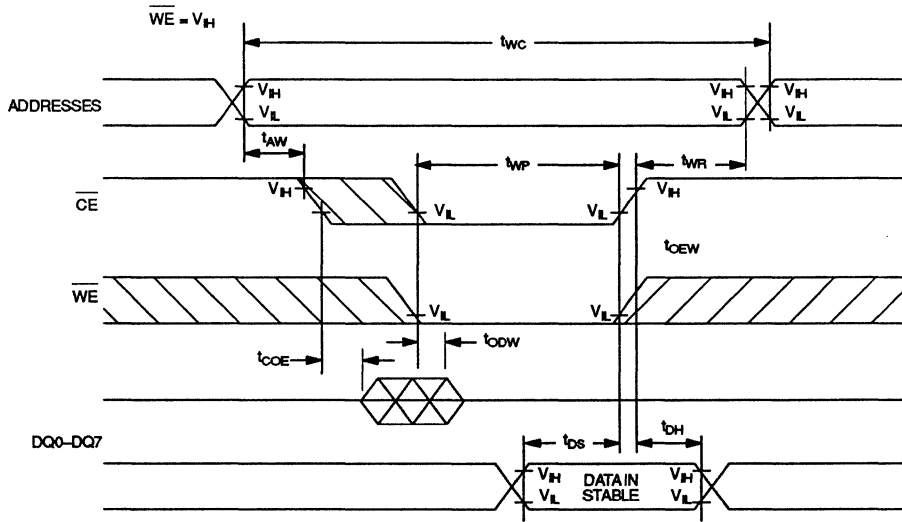 WE = VIH
tWC
ADDRESSES
VIH
VIL
VIH
VIL
VIH
VIL
tAW
tWP
tWR
CE
VIH
VIL
VIL
VIH
tOEW
WE
VIL
VIL
tCOE
tODW
DQ0–DQ7
tDS
tDH
VIH
VIL
DATA IN
STABLE
VIH
VIL